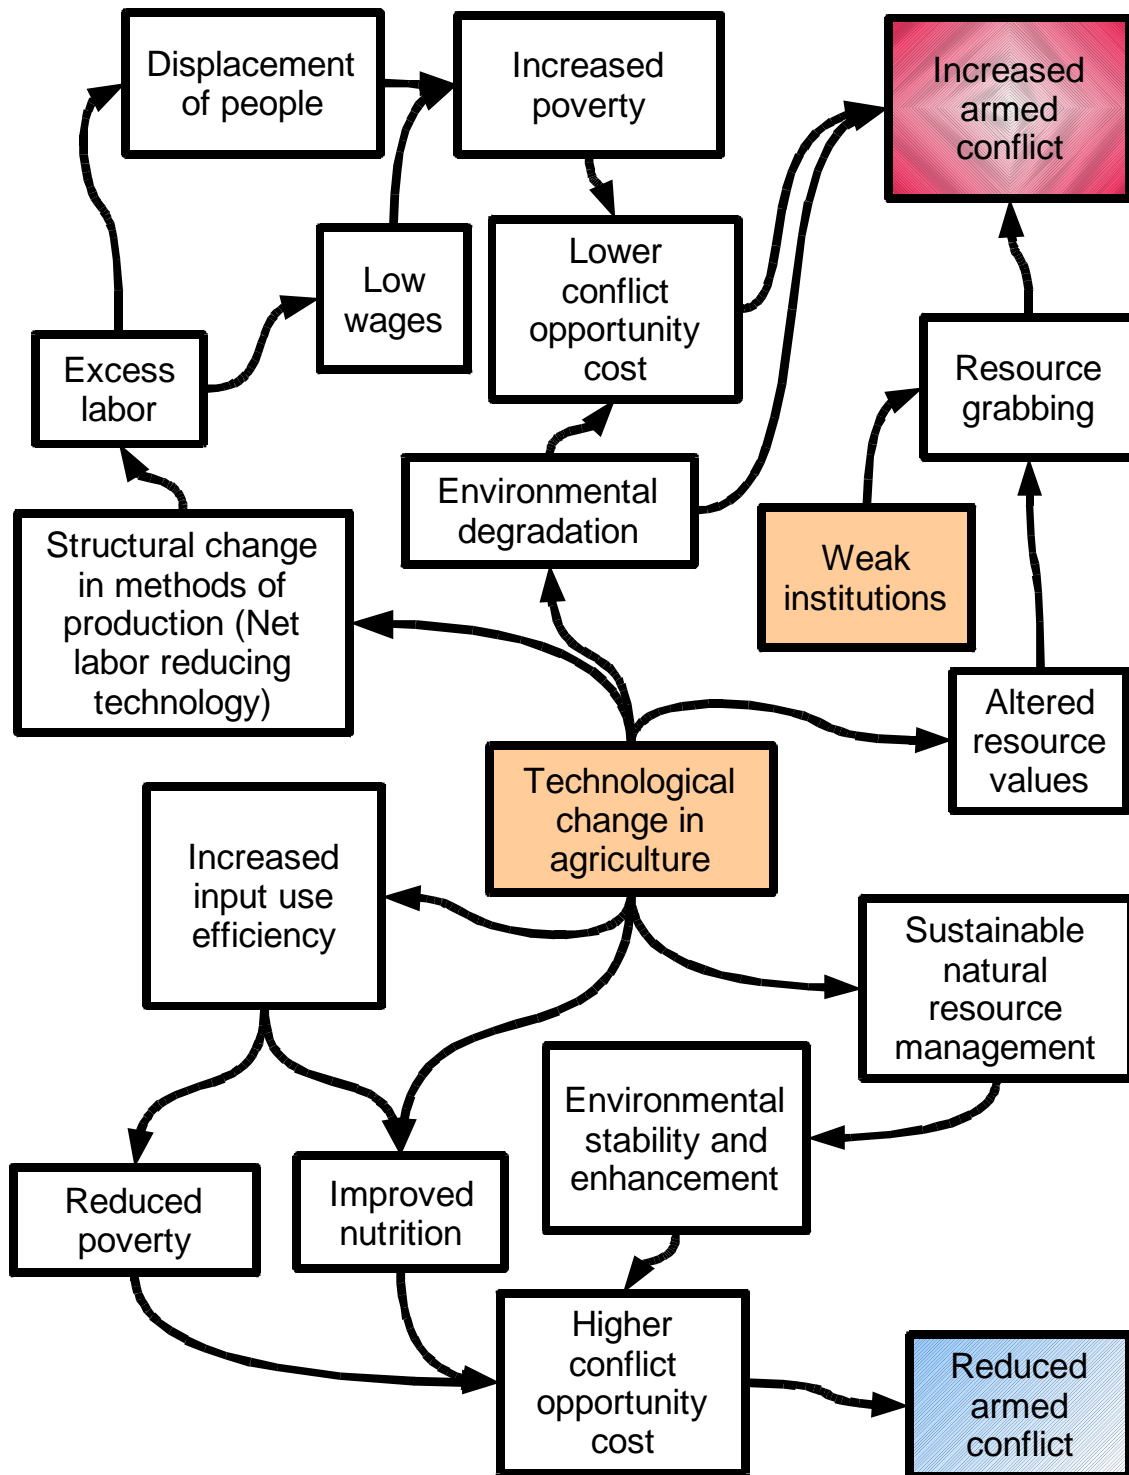 Displacement
of people
Increased
poverty
Increased
armed
conflict
Low
wages
Lower
conflict
opportunity
cost
Excess
labor
Resource
grabbing
Environmental
degradation
Structural change
in methods of
production (Net
labor reducing
technology)
Weak
institutions
Altered
resource
values
Technological
change in
agriculture
Increased
input use
efficiency
Sustainable
natural
resource
management
Environmental
stability and
enhancement
Reduced
poverty
Improved
nutrition
Higher
conflict
opportunity
cost
Reduced
armed
conflict